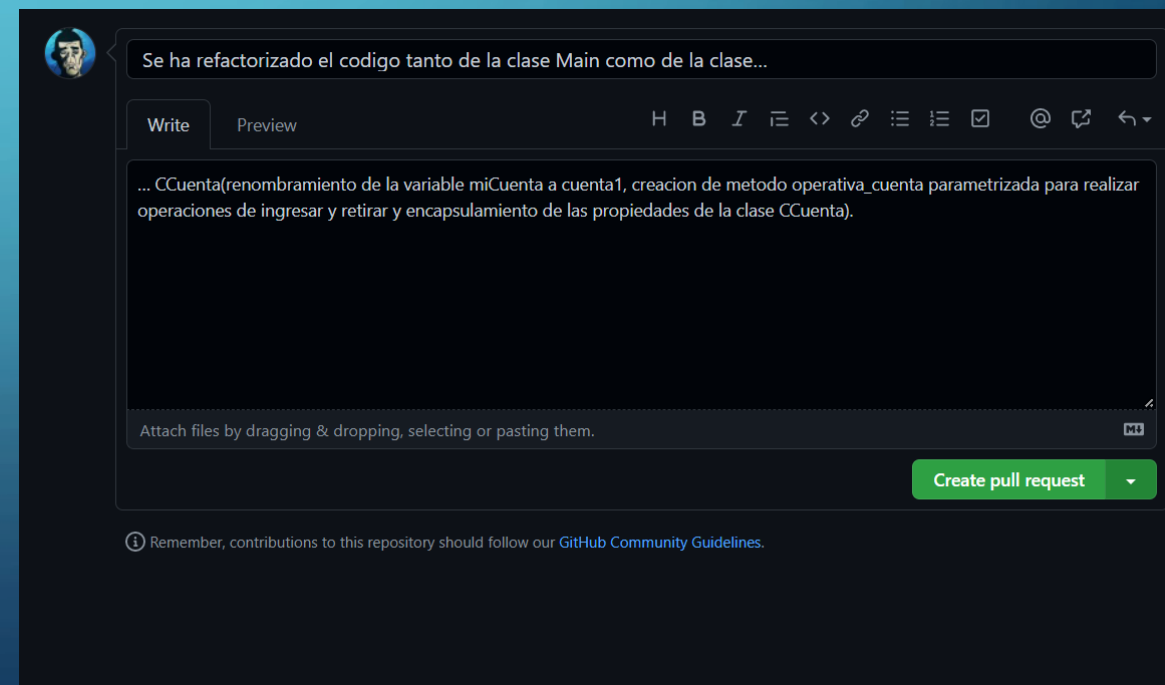 Se ha refactorizado el codigo tanto de la clase Main como de la clase...
Write Preview
... CCuenta(renombramiento de la variable miCuenta a cuenta1, creacion de metodo operativa_cuenta parametrizada para realizar
operaciones de ingresar y retirar y encapsulamiento de las propiedades de la clase CCuenta).
Attach files by dragging & dropping, selecting or pasting them.
Create pull request
Remember, contributions to this repository should follow our GitHub Community Guidelines.